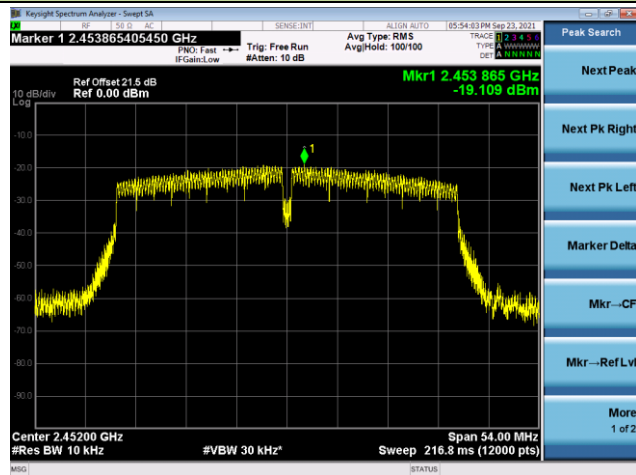 Keysight Spectrum Analyzer - Swept SA
RF 50 Ω AC SENSE:INT ALIGN AUTO 05:54:03 PM Sep 23, 2021
Marker 1 2.453865405450 GHz
PNO: Fast
IFGain:Low
Trig: Free Run
#Atten: 10 dB
Avg Type: RMS
Avg|Hold: 100/100
TRACE 1 2 3 4 5 6
TYPE A WWWWW
DET A N N N N N
Peak Search
Mkr1 2.453 865 GHz
-19.109 dBm
Ref Offset 21.5 dB
Ref 0.00 dBm
10 dB/div
Log
1
-10.0
-20.0
-30.0
-40.0
-50.0
-60.0
-70.0
-80.0
-90.0
Center 2.45200 GHz
#Res BW 10 kHz
#VBW 30 kHz*
Span 54.00 MHz
Sweep 216.8 ms (12000 pts)
MSG
STATUS
Next Peak
Next Pk Right
Next Pk Left
Marker Delta
Mkr→CF
Mkr→Ref Lvl
More
1 of 2